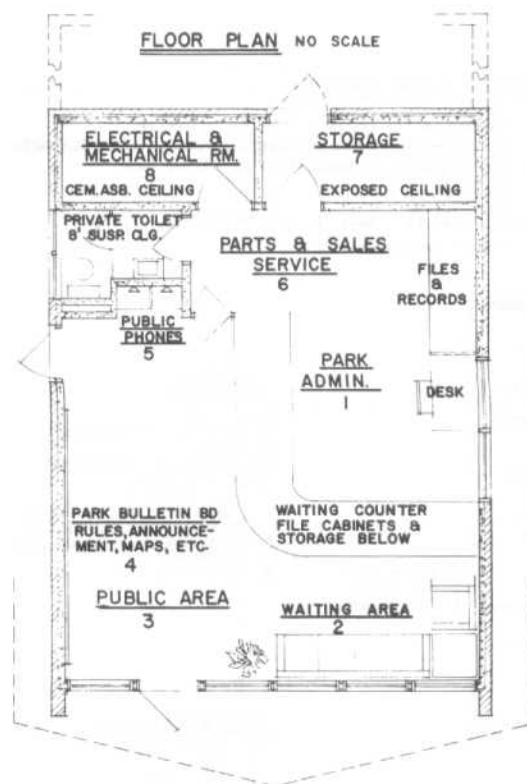 FLOOR PLAN NO SCALE
ELECTRICAL &
MECHANICAL RM.
8
CEM. ASB. CEILING
STORAGE
7
EXPOSED CEILING
PRIVATE TOILET
8' SUSP. CLG.
PARTS & SALES
SERVICE
6
FILES
&
RECORDS
PUBLIC
PHONES
5
PARK
ADMIN.
1
DESK
PARK BULLETIN BD
RULES, ANNOUNCE-
MENT, MAPS, ETC.
4
WAITING COUNTER
FILE CABINETS &
STORAGE BELOW
PUBLIC AREA
3
WAITING AREA
2